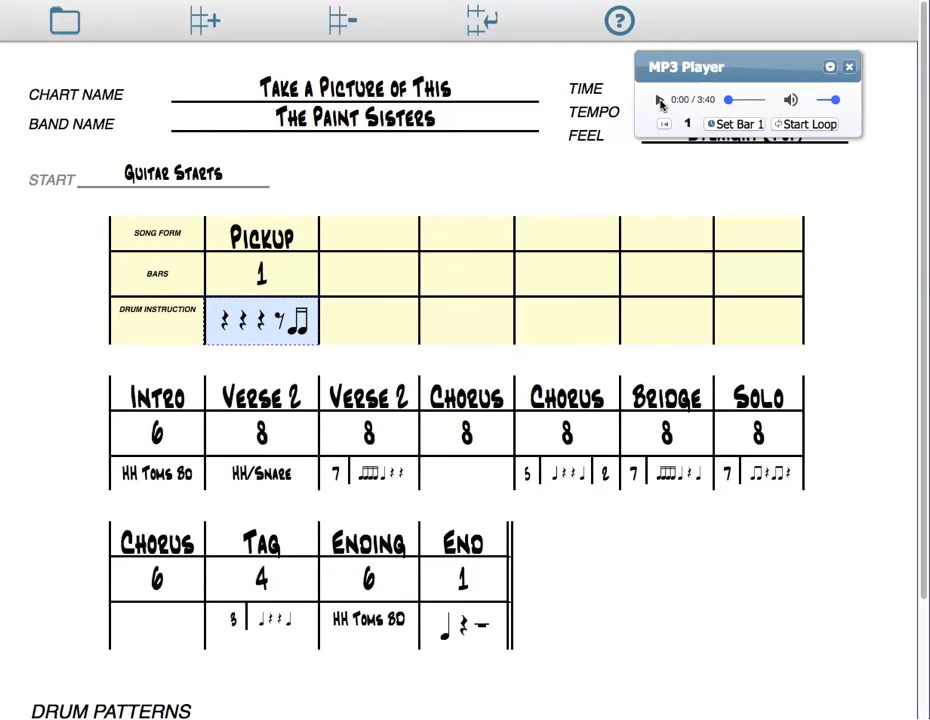 ?
MP3 Player
CHART NAME Take a Picture of This TIME
0:00 / 3:40
BAND NAME The Paint Sisters TEMPO
1 Set Bar 1 Start Loop
FEEL
START Guitar Starts
SONG FORM Pickup
BARS 1
DRUM INSTRUCTION
Intro Verse 2 Verse 2 Chorus Chorus Bridge Solo
6 8 8 8 8 8 8
HH Toms BD HH/Snare 7 5 2 7 7
Chorus Tag Ending End
6 4 6 1
3 HH Toms BD
DRUM PATTERNS